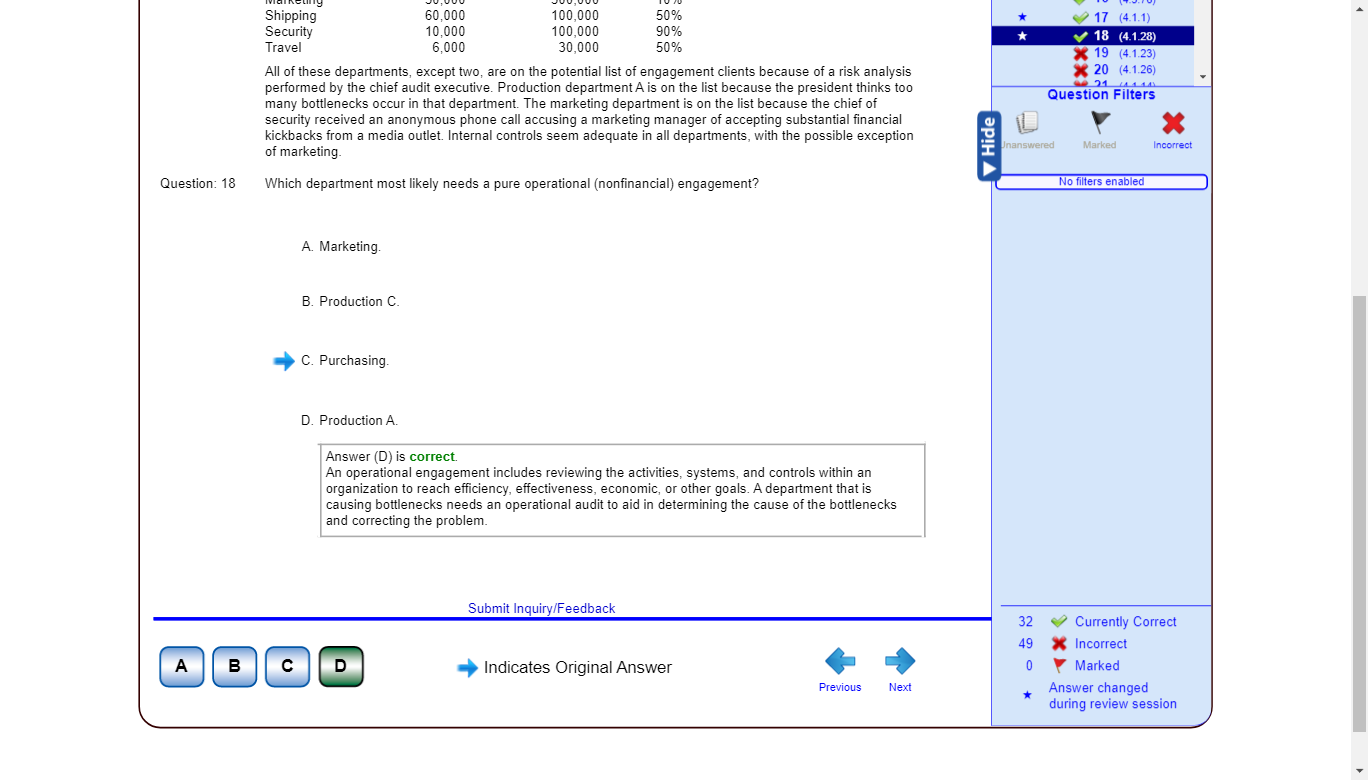 Shipping 60,000 100,000 50%
Security 10,000 100,000 90%
Travel 6,000 30,000 50%
All of these departments, except two, are on the potential list of engagement clients because of a risk analysis
performed by the chief audit executive. Production department A is on the list because the president thinks too
many bottlenecks occur in that department. The marketing department is on the list because the chief of
security received an anonymous phone call accusing a marketing manager of accepting substantial financial
kickbacks from a media outlet. Internal controls seem adequate in all departments, with the possible exception
of marketing.
Question: 18 Which department most likely needs a pure operational (nonfinancial) engagement?
A. Marketing.
B. Production C.
C. Purchasing.
D. Production A.
Answer (D) is correct.
An operational engagement includes reviewing the activities, systems, and controls within an
organization to reach efficiency, effectiveness, economic, or other goals. A department that is
causing bottlenecks needs an operational audit to aid in determining the cause of the bottlenecks
and correcting the problem.
Submit Inquiry/Feedback
A B C D
Indicates Original Answer
Previous Next
17 (4.1.1)
18 (4.1.28)
19 (4.1.23)
20 (4.1.26)
Question Filters
Hide
Unanswered Marked Incorrect
No filters enabled
32 Currently Correct
49 Incorrect
0 Marked
Answer changed
during review session